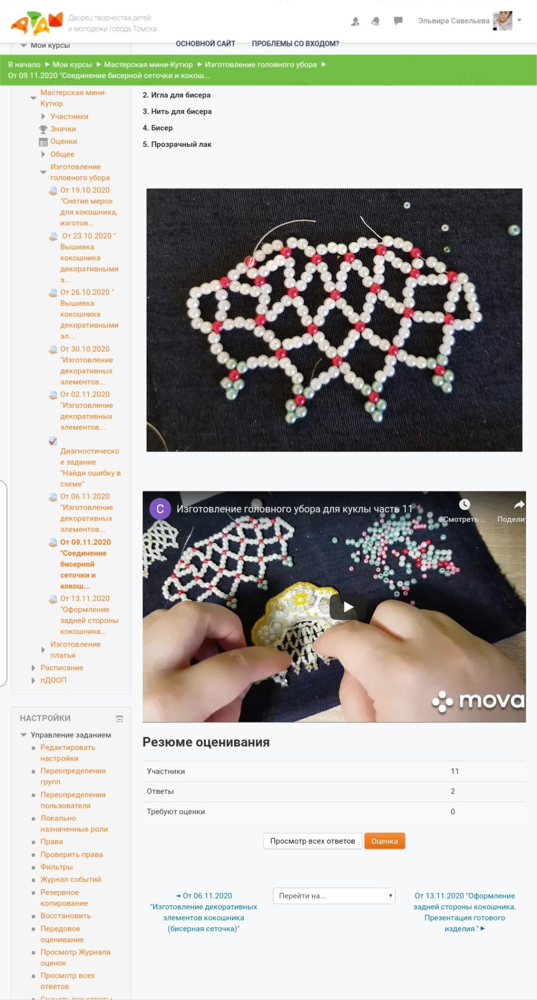 Дворец творчества детей
и молодежи города Томска
Эльвира Савельева
Мои курсы
ОСНОВНОЙ САЙТ
ПРОБЛЕМЫ СО ВХОДОМ?
В начало ► Мои курсы ► Мастерская мини-Кутюр ► Изготовление головного убора ►
От 09.11.2020 "Соединение бисерной сеточки и кокош...
Мастерская мини-
Кутюр
Участники
Значки
Оценки
Общее
Изготовление
головного убора
От 19.10.2020
"Снятие мерок
для кокошника,
изготов...
От 23.10.2020 "
Вышивка
кокошника
декоративными
э...
От 26.10.2020 "
Вышивка
кокошника
декоративными
эл...
От 30.10.2020
"Изготовление
декоративных
элементов...
От 02.11.2020
"Изготовление
декоративных
элементов...
Диагностическо
е задание
"Найди ошибку в
схеме"
От 06.11.2020
"Изготовление
декоративных
элементов...
От 09.11.2020
"Соединение
бисерной
сеточки и
кокош...
От 13.11.2020
"Оформление
задней стороны
кокошника...
Изготовление
платья
Расписание
пДООП
НАСТРОЙКИ
Управление заданием
Редактировать
настройки
Переопределения
групп
Переопределения
пользователя
Локально
назначенные роли
Права
Проверить права
Фильтры
Журнал событий
Резервное
копирование
Восстановить
Передовое
оценивание
Просмотр Журнала
оценок
Просмотр всех
ответов
Скачать все ответы
2. Игла для бисера
3. Нить для бисера
4. Бисер
5. Прозрачный лак
С
Изготовление головного убора для куклы часть 11
Смотреть ...
Поделит
mova
Резюме оценивания
Участники 11
Ответы 2
Требуют оценки 0
Просмотр всех ответов
Оценка
◄ От 06.11.2020
"Изготовление декоративных
элементов кокошника
(бисерная сеточка)"
Перейти на...
От 13.11.2020 "Оформление
задней стороны кокошника.
Презентация готового
изделия." ►